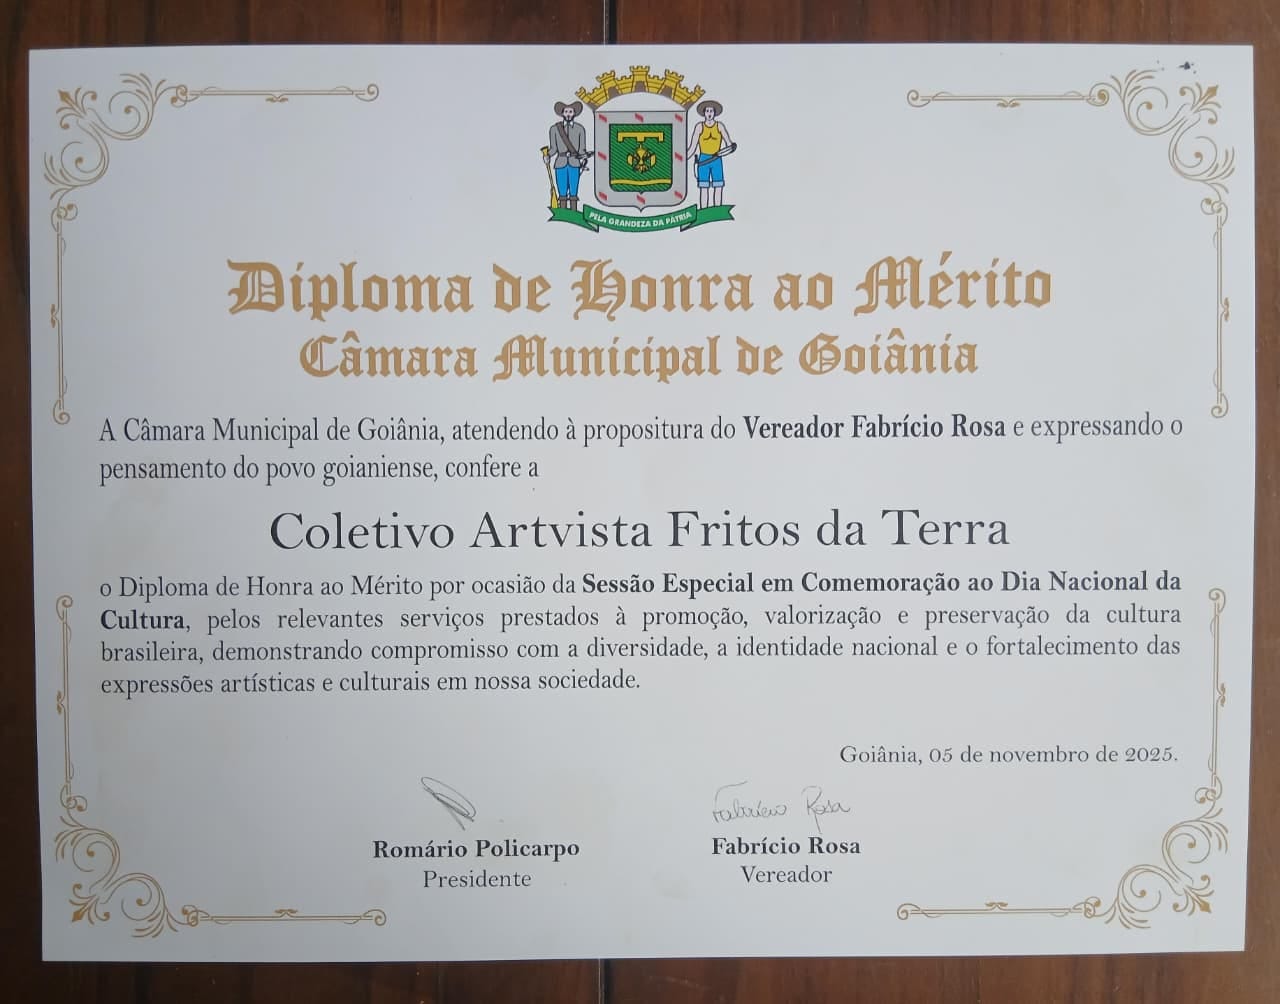 PELA GRANDEZA DA PÁTRIA
Diploma de Honra ao Mérito
Câmara Municipal de Goiânia
A Câmara Municipal de Goiânia, atendendo à propositura do Vereador Fabrício Rosa e expressando o
pensamento do povo goianiense, confere a
Coletivo Artvista Fritos da Terra
o Diploma de Honra ao Mérito por ocasião da Sessão Especial em Comemoração ao Dia Nacional da
Cultura, pelos relevantes serviços prestados à promoção, valorização e preservação da cultura
brasileira, demonstrando compromisso com a diversidade, a identidade nacional e o fortalecimento das
expressões artísticas e culturais em nossa sociedade.
Goiânia, 05 de novembro de 2025.
Fabrício Rosa
Romário Policarpo
Presidente
Fabrício Rosa
Vereador